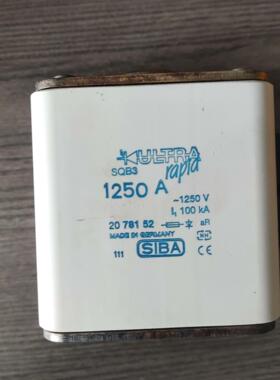 ULTRA
rapid
SQB3
1250 A
~1250 V
I₁ 100 kA
20 781 52 aR
MADE IN GERMANY
111 SIBA CE